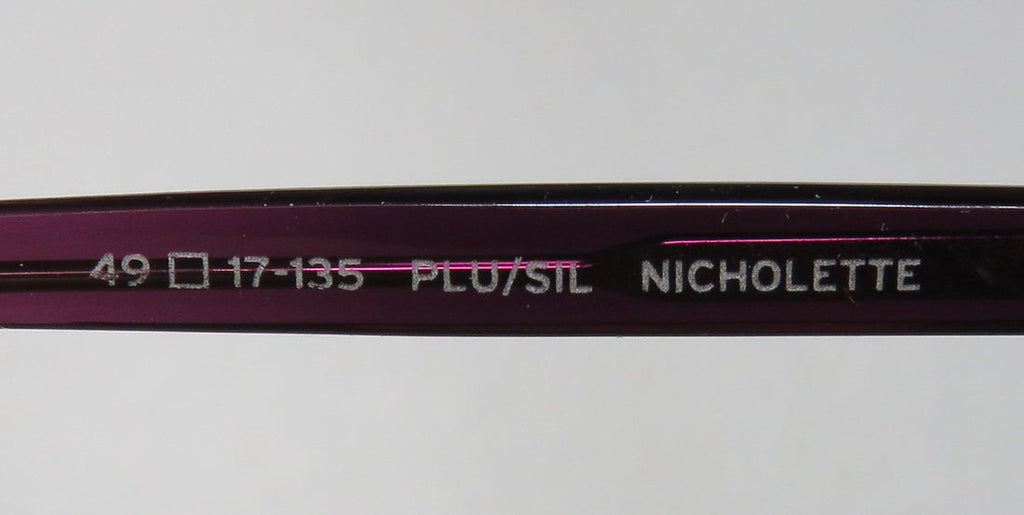 49 □ 17-135 PLU/SIL NICHOLETTE